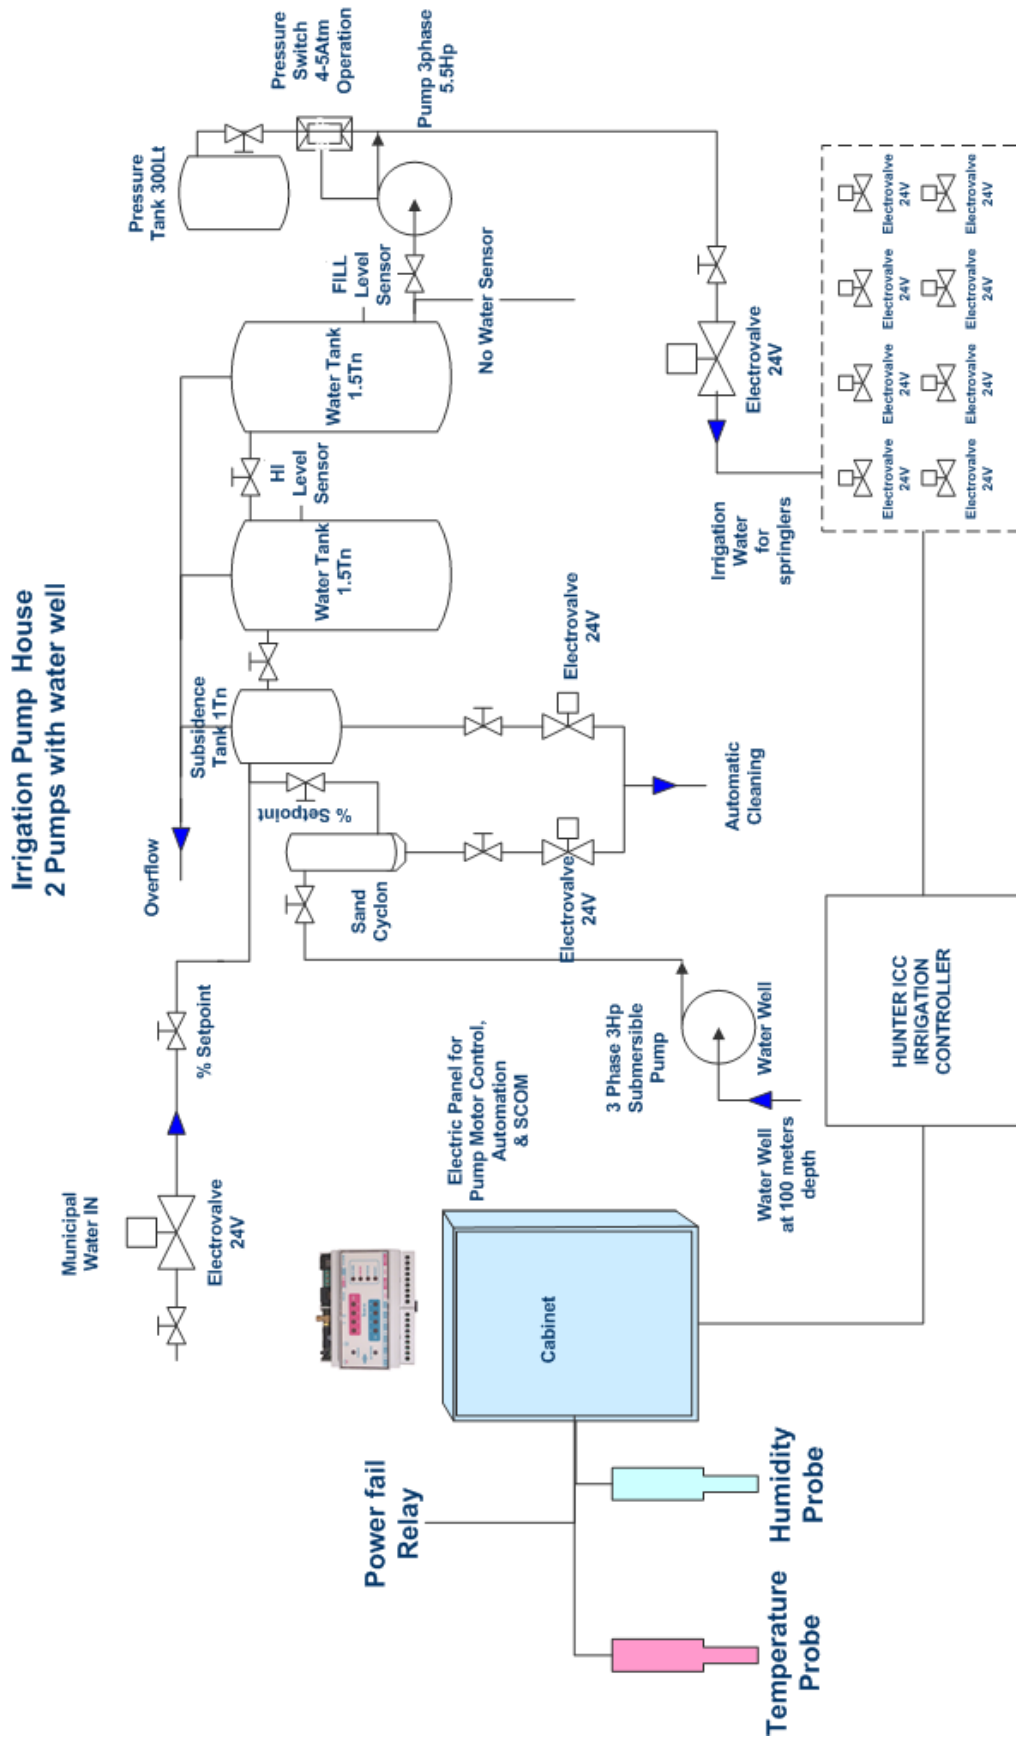 Irrigation Pump House
2 Pumps with water well
Municipal
Water IN
Electrovalve
24V
% Setpoint
Overflow
Subsidence
Tank 1Tn
% Setpoint
Sand
Cyclon
Water Tank
1.5Tn
HI
Level
Sensor
Water Tank
1.5Tn
FILL
Level
Sensor
No Water Sensor
Pressure
Tank 300Lt
Pressure
Switch
4-5Atm
Operation
Pump 3phase
5.5Hp
Electrovalve
24V
Electrovalve
24V
Automatic
Cleaning
Electrovalve
24V
Irrigation
Water
for
springlers
Power fail
Relay
Cabinet
Electric Panel for
Pump Motor Control,
Automation
& SCOM
3 Phase 3Hp
Submersible
Pump
Water Well
Water Well
at 100 meters
depth
Temperature
Probe
Humidity
Probe
HUNTER ICC
IRRIGATION
CONTROLLER
Electrovalve
24V
Electrovalve
24V
Electrovalve
24V
Electrovalve
24V
Electrovalve
24V
Electrovalve
24V
Electrovalve
24V
Electrovalve
24V